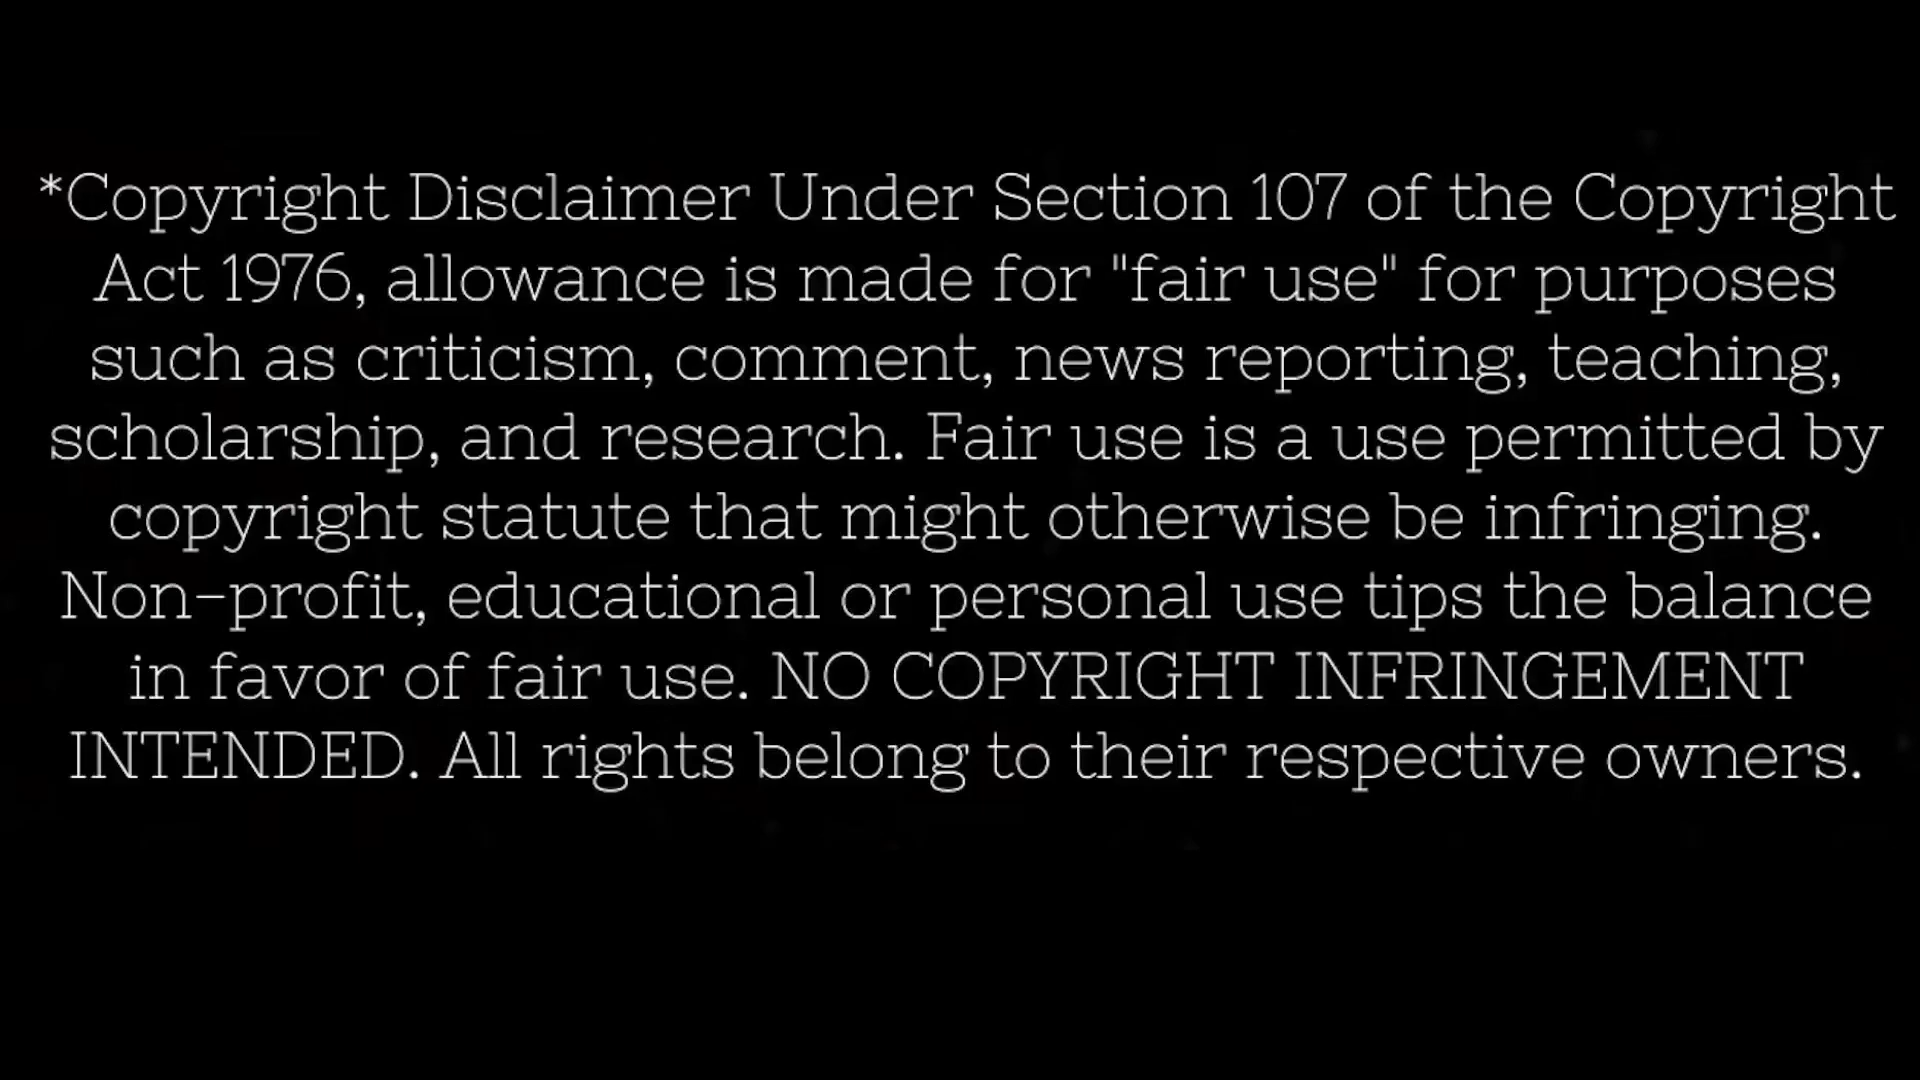 *Copyright Disclaimer Under Section 107 of the Copyright
Act 1976, allowance is made for "fair use" for purposes
such as criticism, comment, news reporting, teaching,
scholarship, and research. Fair use is a use permitted by
copyright statute that might otherwise be infringing.
Non-profit, educational or personal use tips the balance
in favor of fair use. NO COPYRIGHT INFRINGEMENT
INTENDED. All rights belong to their respective owners.